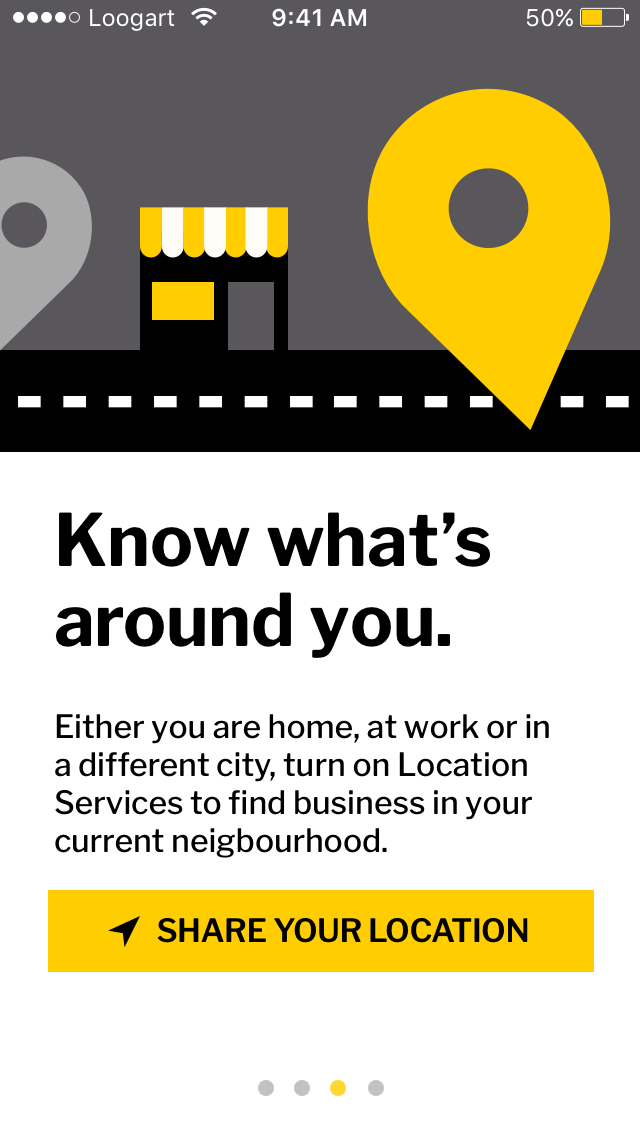 Loogart 9:41 AM 50%
Know what’s
around you.
Either you are home, at work or in
a different city, turn on Location
Services to find business in your
current neigbourhood.
SHARE YOUR LOCATION